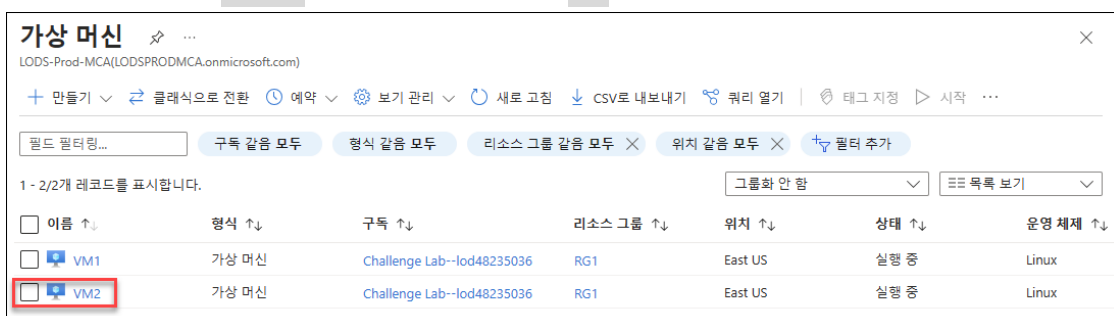 가상 머신 ...
LODS-Prod-MCA(LODSPRODMCA.onmicrosoft.com)
만들기 클래식으로 전환 예약 보기 관리 새로 고침 CSV로 내보내기 쿼리 열기 태그 지정 시작 ...
필드 필터링... 구독 같음 모두 형식 같음 모두 리소스 그룹 같음 모두 위치 같음 모두 필터 추가
1 - 2/2개 레코드를 표시합니다. 그룹화 안 함 목록 보기
이름 형식 구독 리소스 그룹 위치 상태 운영 체제
VM1 가상 머신 Challenge Lab--lod48235036 RG1 East US 실행 중 Linux
VM2 가상 머신 Challenge Lab--lod48235036 RG1 East US 실행 중 Linux